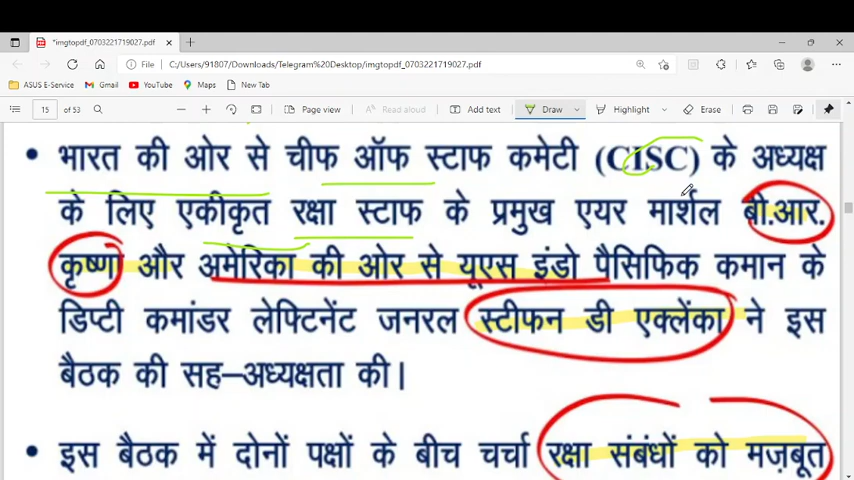 *imgtopdf_0703221719027.pdf
File C:/Users/91807/Downloads/Telegram%20Desktop/imgtopdf_0703221719027.pdf
ASUS E-Service Gmail YouTube Maps New Tab
15 of 53 Page view Read aloud Add text Draw Highlight Erase
• भारत की ओर से चीफ ऑफ स्टाफ कमेटी (CISC) के अध्यक्ष
के लिए एकीकृत रक्षा स्टाफ के प्रमुख एयर मार्शल बी.आर.
कृष्णा और अमेरिका की ओर से यूएस इंडो पैसिफिक कमान के
डिप्टी कमांडर लेफ्टिनेंट जनरल स्टीफन डी एक्लेंका ने इस
बैठक की सह–अध्यक्षता की |
• इस बैठक में दोनों पक्षों के बीच चर्चा रक्षा संबंधों को मज़बूत